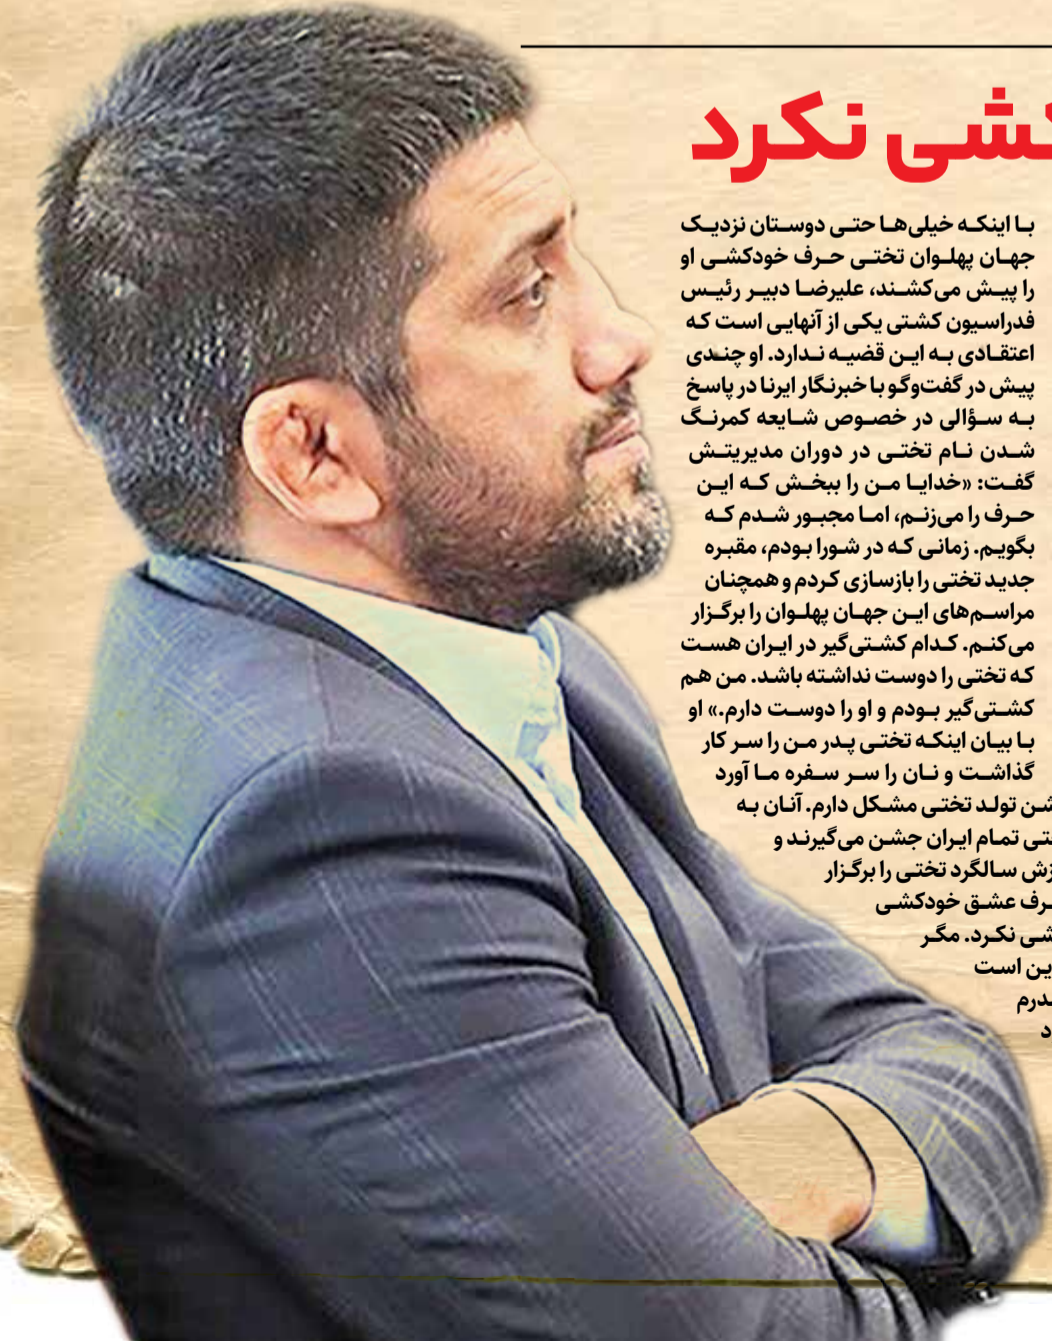 کشی نکرد
با اینکه خیلی‌ها حتی دوستان نزدیک
جهان پهلوان تختی حرف خودکشی او
را پیش می‌کشند، علیرضا دبیر رئیس
فدراسیون کشتی یکی از آنهایی است که
اعتقادی به این قضیه ندارد. او چندی
پیش در گفت‌وگو با خبرنگار ایرنا در پاسخ
به سؤالی در خصوص شایعه کمرنگ
شدن نام تختی در دوران مدیریتش
گفت: «خدایا من را ببخش که این
حرف را می‌زنم، اما مجبور شدم که
بگویم. زمانی که در شورا بودم، مقبره
جدید تختی را بازسازی کردم و همچنان
مراسم‌های این جهان پهلوان را برگزار
می‌کنم. کدام کشتی‌گیر در ایران هست
که تختی را دوست نداشته باشد. من هم
کشتی‌گیر بودم و او را دوست دارم.» او
با بیان اینکه تختی پدر من را سر کار
گذاشت و نان را سر سفره ما آورد
تولد تختی مشکل دارم. آنان به
تمام ایران جشن می‌گیرند و
سالگرد تختی را برگزار
عشق خودکشی
نکرد. مگر
این است